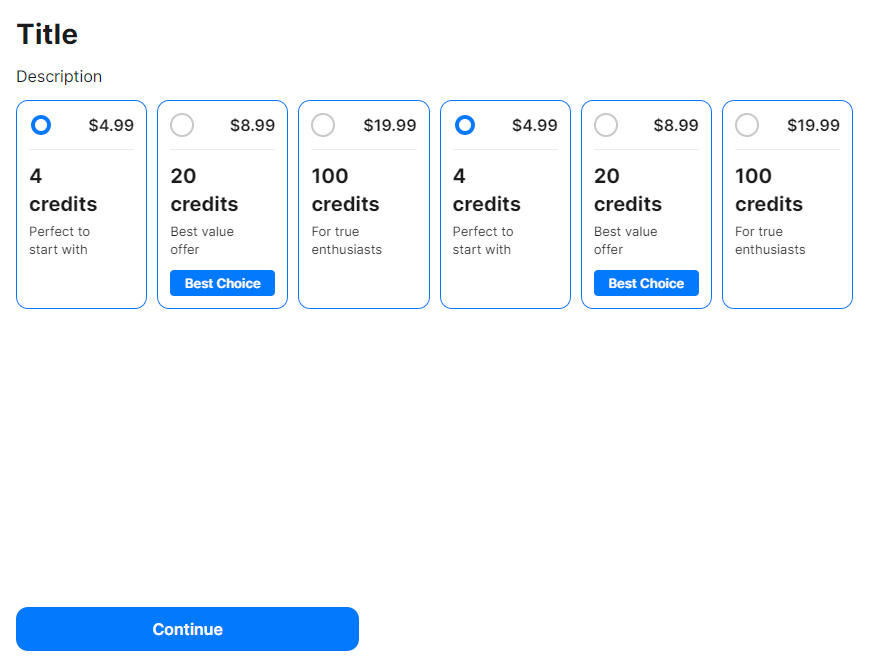 Title
Description
$4.99 $8.99 $19.99 $4.99 $8.99 $19.99
4 20 100 4 20 100
credits credits credits credits credits credits
Perfect to Best value For true Perfect to Best value For true
start with offer enthusiasts start with offer enthusiasts
Best Choice Best Choice
Continue